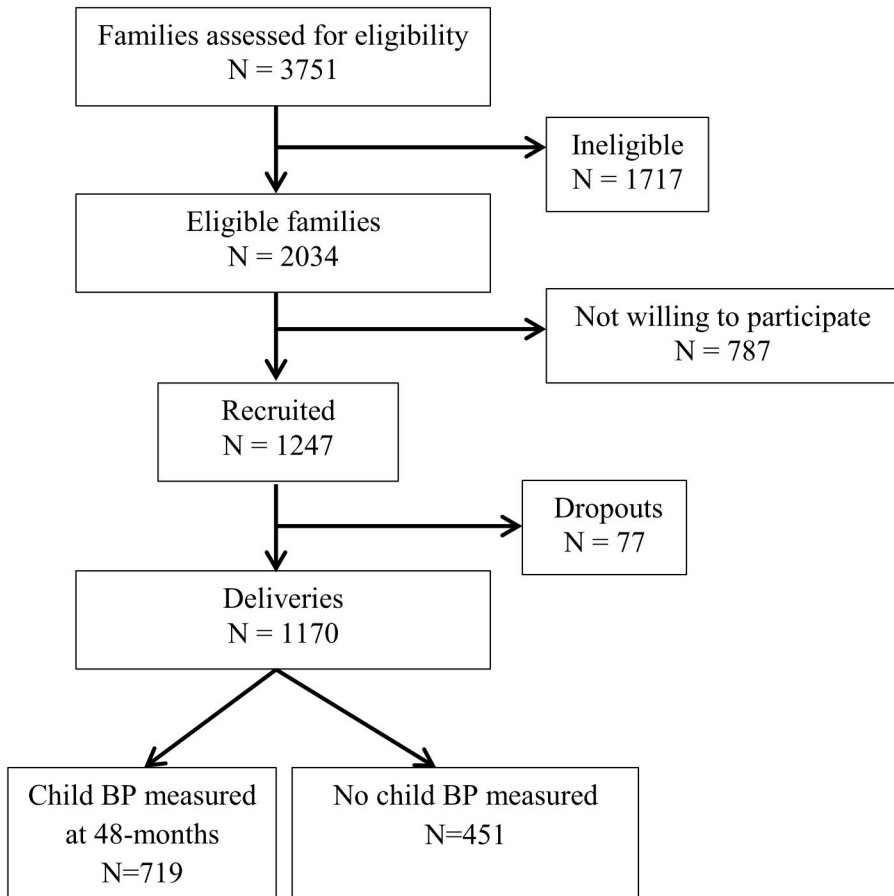 Families assessed for eligibility
N = 3751
Ineligible
N = 1717
Eligible families
N = 2034
Not willing to participate
N = 787
Recruited
N = 1247
Dropouts
N = 77
Deliveries
N = 1170
Child BP measured
at 48-months
N=719
No child BP measured
N=451